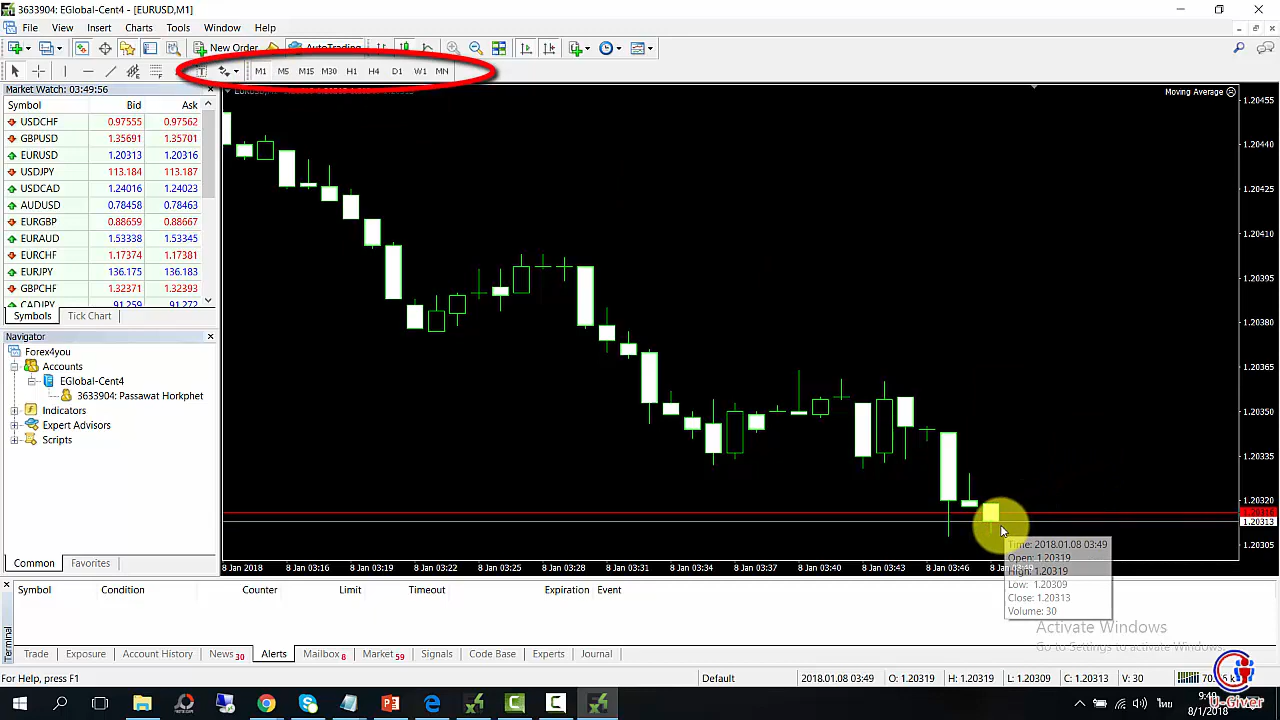 3633904: EGlobal-Cent4 - [EURUSD,M1]
File View Insert Charts Tools Window Help
New Order AutoTrading
T M1 M5 M15 M30 H1 H4 D1 W1 MN
Market Watch: 03:49:56
Symbol Bid Ask
USDCHF 0.97555 0.97562
GBPUSD 1.35691 1.35701
EURUSD 1.20313 1.20316
USDJPY 113.184 113.187
USDCAD 1.24016 1.24023
AUDUSD 0.78458 0.78463
EURGBP 0.88659 0.88667
EURAUD 1.53338 1.53345
EURCHF 1.17374 1.17381
EURJPY 136.175 136.183
GBPCHF 1.32371 1.32393
CADJPY 91.259 91.272
Symbols Tick Chart
Navigator
Forex4you
Accounts
EGlobal-Cent4
3633904: Passawat Horkphet
Indicators
Expert Advisors
Scripts
Common Favorites
Moving Average
1.20455
1.20440
1.20425
1.20410
1.20395
1.20380
1.20365
1.20350
1.20335
1.20320
1.20316
1.20313
1.20305
8 Jan 2018 8 Jan 03:16 8 Jan 03:19 8 Jan 03:22 8 Jan 03:25 8 Jan 03:28 8 Jan 03:31 8 Jan 03:34 8 Jan 03:37 8 Jan 03:40 8 Jan 03:43 8 Jan 03:46
Time: 2018.01.08 03:49
Open: 1.20319
High: 1.20319
Low: 1.20309
Close: 1.20313
Volume: 30
Symbol Condition Counter Limit Timeout Expiration Event
Activate Windows
Go to Settings to activate Windows.
Terminal
Trade Exposure Account History News 30 Alerts Mailbox 8 Market 59 Signals Code Base Experts Journal
For Help, press F1 Default 2018.01.08 03:49 O: 1.20319 H: 1.20319 L: 1.20309 C: 1.20313 V: 30
ไทย
8/1/2018
U-Giver